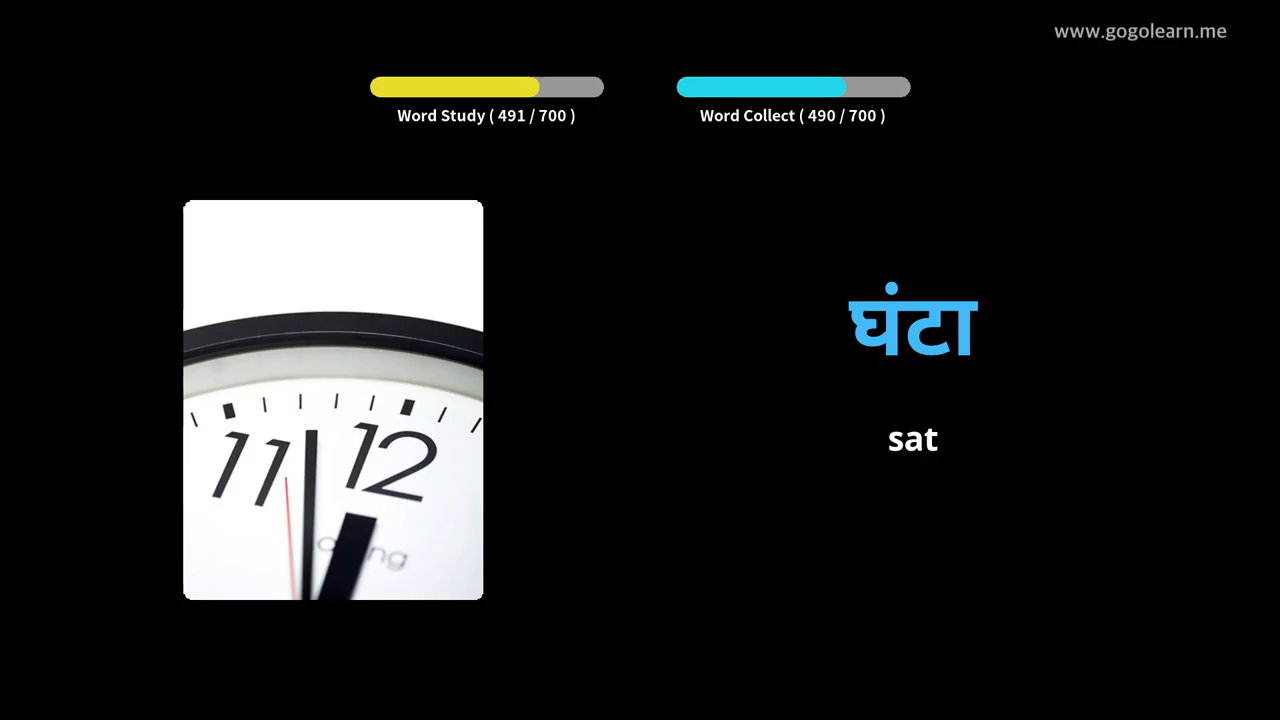 www.gogolearn.me
Word Study ( 491 / 700 )
Word Collect ( 490 / 700 )
घंटा
sat
11
12